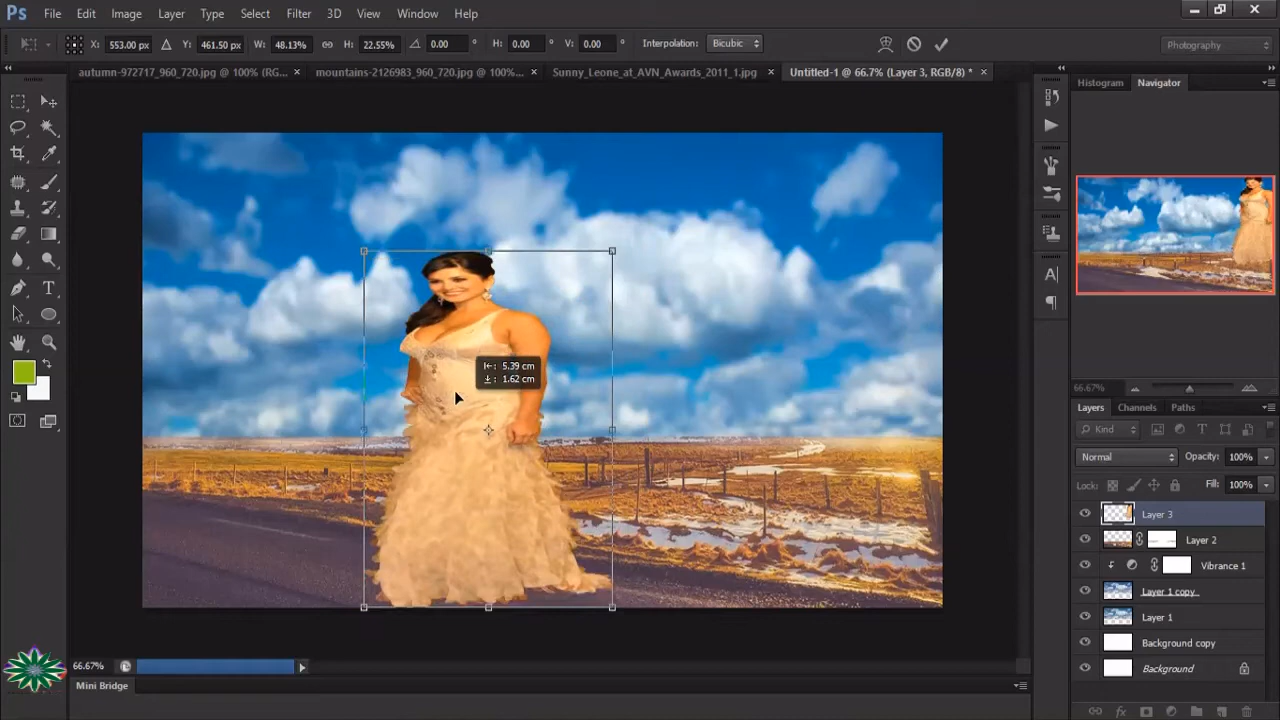 Ps File Edit Image Layer Type Select Filter 3D View Window Help
X: 553.00 px Y: 461.50 px W: 48.13% H: 22.55% 0.00 ° H: 0.00 ° V: 0.00 ° Interpolation: Bicubic Photography
autumn-972717_960_720.jpg @ 100% (RG... × mountains-2126983_960_720.jpg @ 100%... × Sunny_Leone_at_AVN_Awards_2011_1.jpg × Untitled-1 @ 66.7% (Layer 3, RGB/8) * ×
Histogram Navigator
5.39 cm
1.62 cm
66.67%
Layers Channels Paths
Kind
Normal Opacity: 100%
Lock: Fill: 100%
Layer 3
Layer 2
Vibrance 1
Layer 1 copy
Layer 1
Background copy
Background
66.67%
Mini Bridge